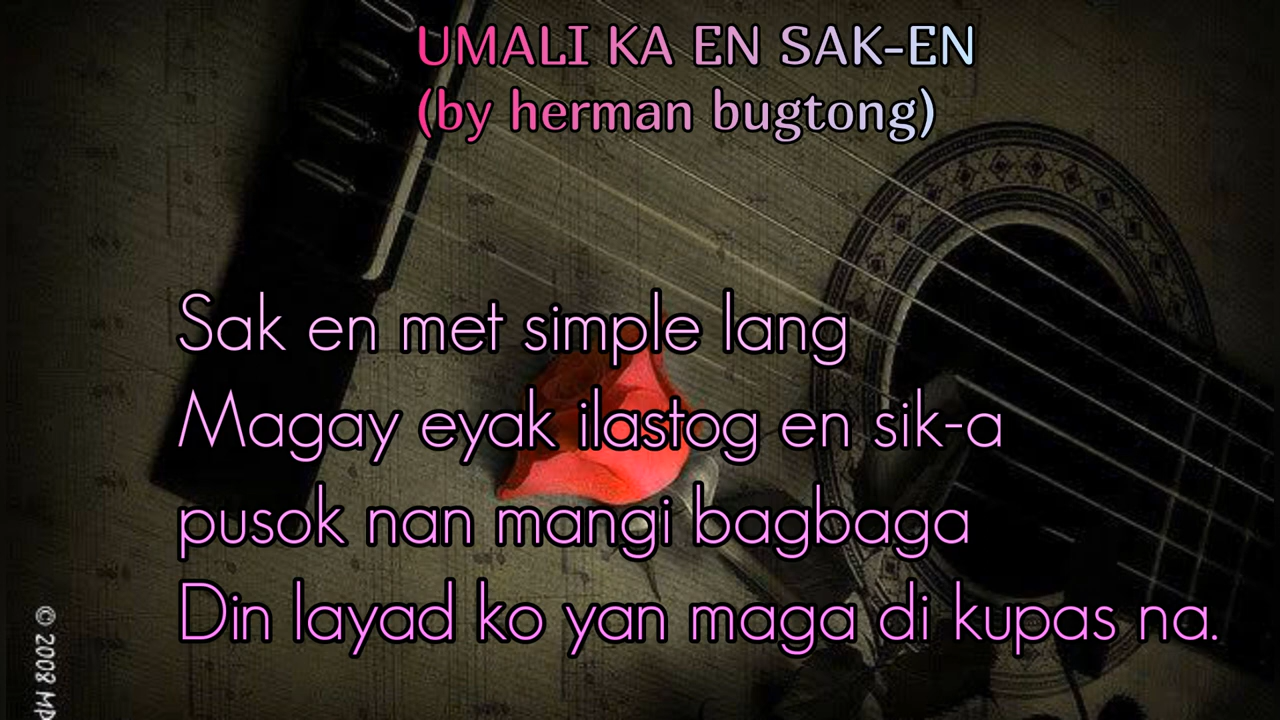 UMALI KA EN SAK-EN
(by herman bugtong)
Sak en met simple lang
Magay eyak ilastog en sik-a
pusok nan mangi bagbaga
Din layad ko yan maga di kupas na.
© 2008